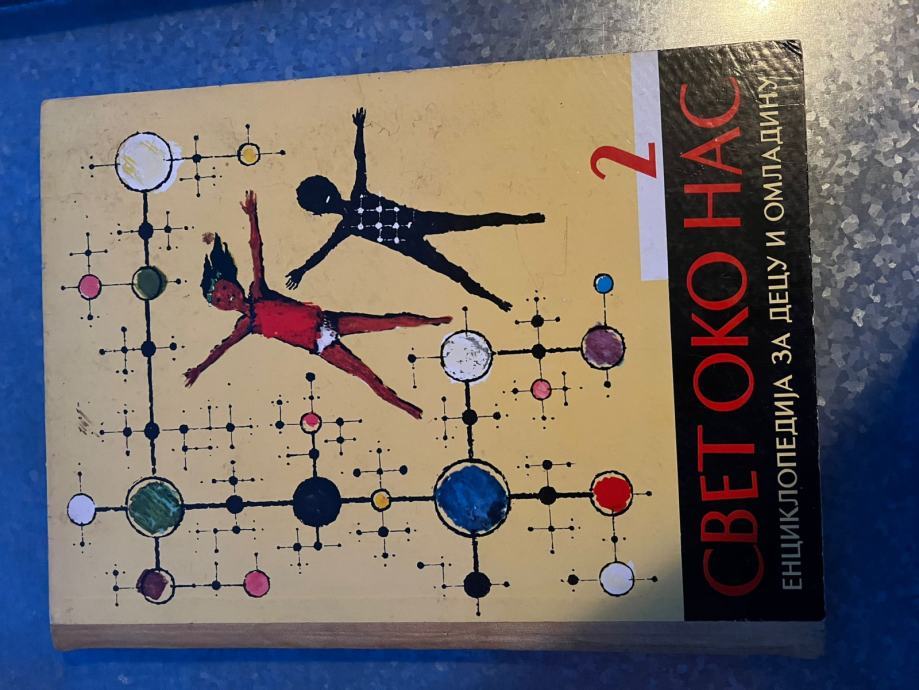 2
СВЕТ ОКО НАС
ЕНЦИКЛОПЕДИЈА ЗА ДЕЦУ И ОМЛАДИНУ